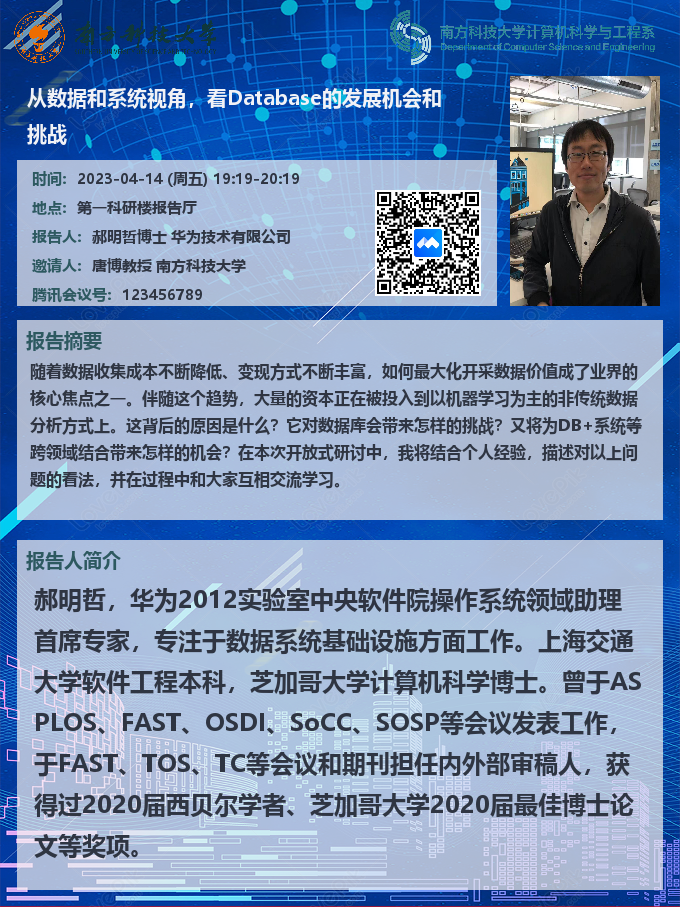 南方科技大学
南方科技大学计算机科学与工程系
Department of Computer Science and Engineering
从数据和系统视角，看Database的发展机会和
挑战
时间：2023-04-14 (周五) 19:19-20:19
地点：第一科研楼报告厅
报告人：郝明哲博士 华为技术有限公司
邀请人：唐博教授 南方科技大学
腾讯会议号：123456789
报告摘要
随着数据收集成本不断降低、变现方式不断丰富，如何最大化开采数据价值成了业界的
核心焦点之一。伴随这个趋势，大量的资本正在被投入到以机器学习为主的非传统数据
分析方式上。这背后的原因是什么？它对数据库会带来怎样的挑战？又将为DB+系统等
跨领域结合带来怎样的机会？在本次开放式研讨中，我将结合个人经验，描述对以上问
题的看法，并在过程中和大家互相交流学习。
报告人简介
郝明哲，华为2012实验室中央软件院操作系统领域助理
首席专家，专注于数据系统基础设施方面工作。上海交通
大学软件工程本科，芝加哥大学计算机科学博士。曾于AS
PLOS、FAST、OSDI、SoCC、SOSP等会议发表工作，
于FAST、TOS、TC等会议和期刊担任内外部审稿人，获
得过2020届西贝尔学者、芝加哥大学2020届最佳博士论
文等奖项。